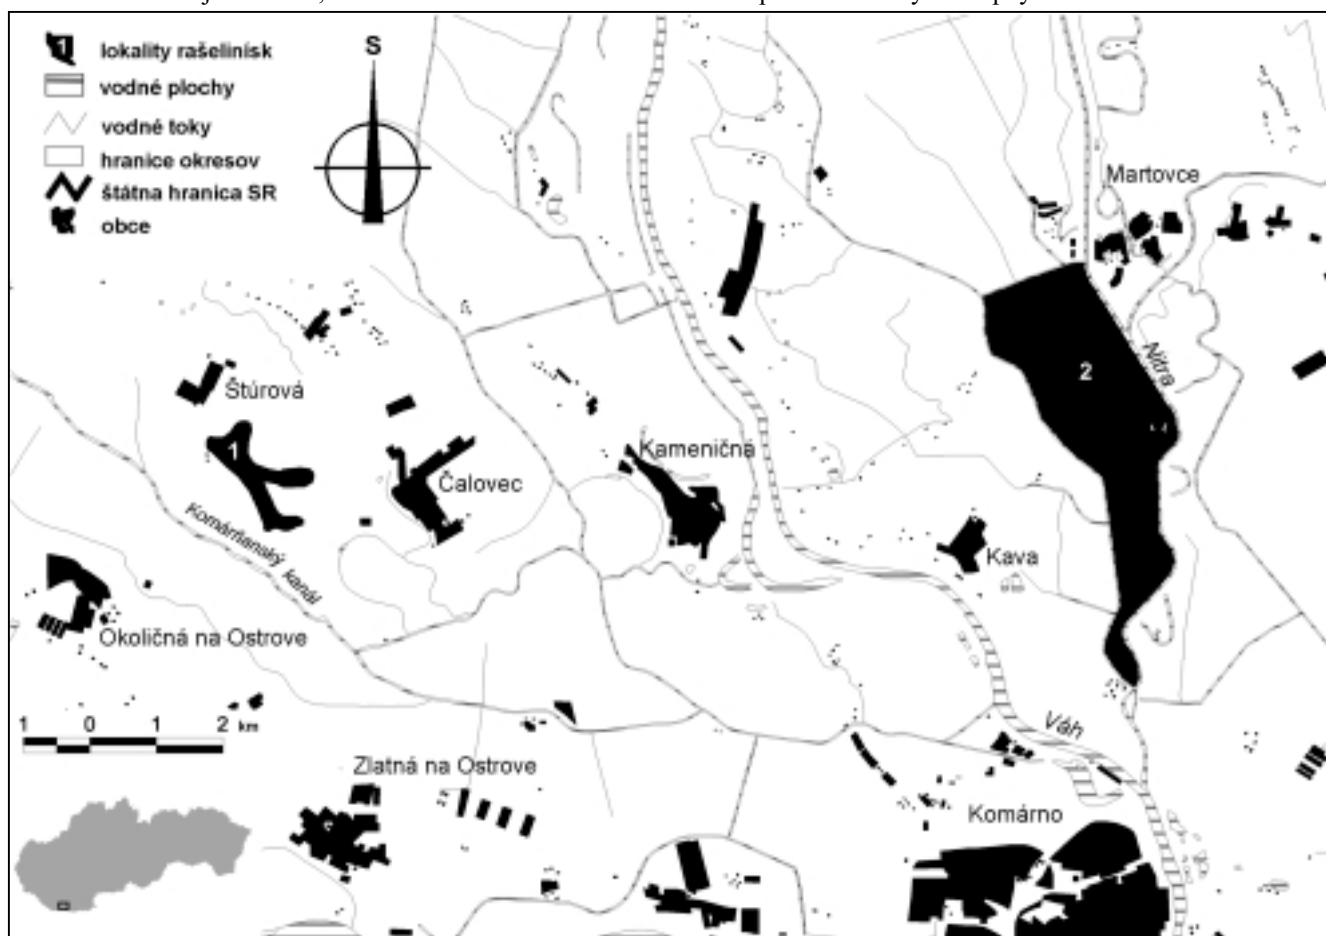 1 lokality rašelinísk
vodné plochy
vodné toky
hranice okresov
štátna hranica SR
obce
S
Martovce
Nitra
2
Štúrová
1
Kameničná
Čalovec
Komárňanský kanál
Kava
Okoličná na Ostrove
1 0 1 2 km
Váh
Zlatná na Ostrove
Komárno